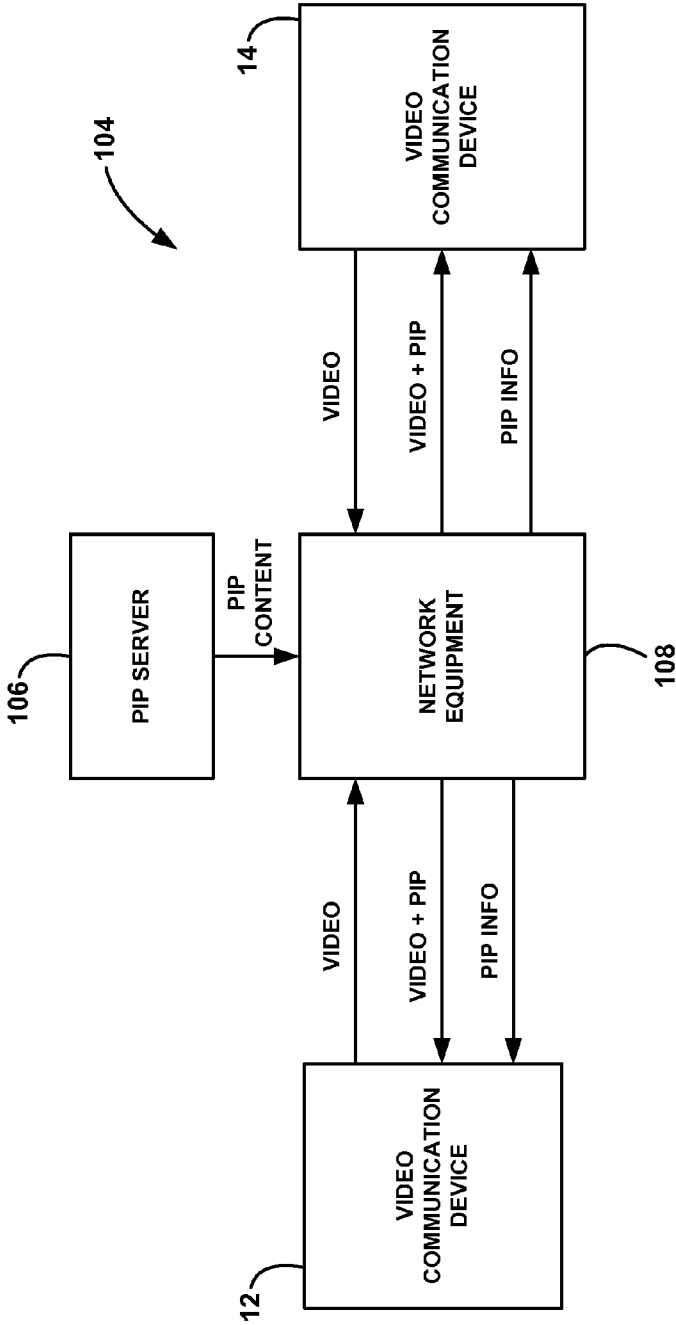 104
106
PIP SERVER
PIP
CONTENT
12
VIDEO
COMMUNICATION
DEVICE
VIDEO
VIDEO + PIP
PIP INFO
NETWORK
EQUIPMENT
108
VIDEO
VIDEO + PIP
PIP INFO
14
VIDEO
COMMUNICATION
DEVICE